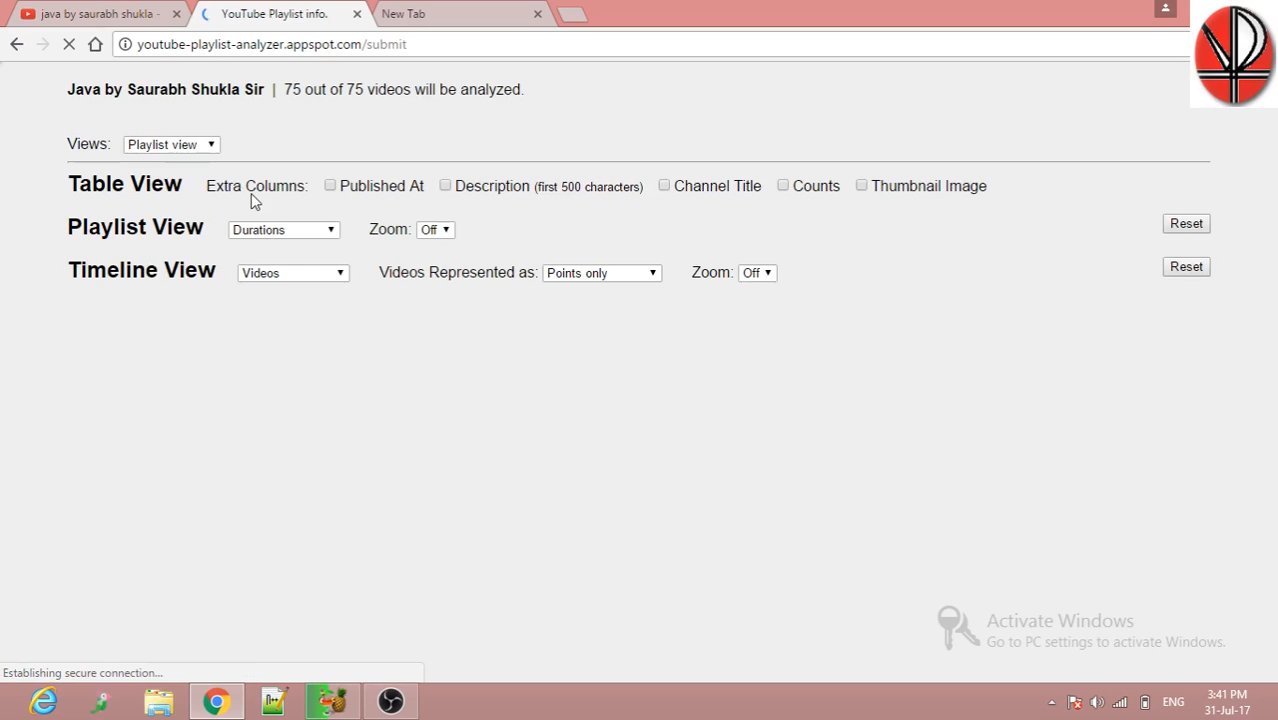 java by saurabh shukla - YouTube Playlist info. New Tab
youtube-playlist-analyzer.appspot.com/submit
Java by Saurabh Shukla Sir | 75 out of 75 videos will be analyzed.
Views: Playlist view
Table View Extra Columns: Published At Description (first 500 characters) Channel Title Counts Thumbnail Image
Playlist View Durations Zoom: Off Reset
Timeline View Videos Videos Represented as: Points only Zoom: Off Reset
Activate Windows
Go to PC settings to activate Windows.
Establishing secure connection...
ENG 3:41 PM
31-Jul-17